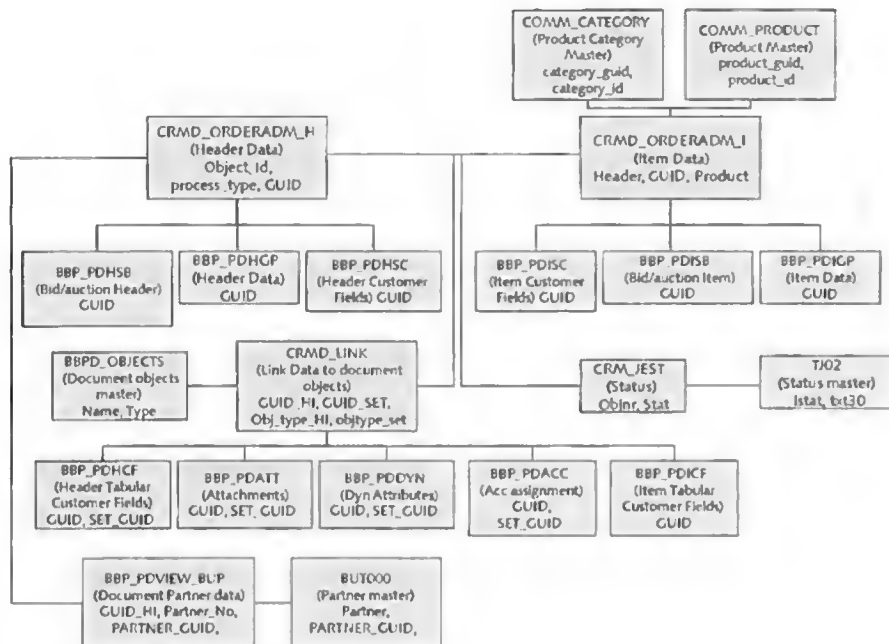 COMM_CATEGORY
(Product Category
Master)
category_guid,
category_id
COMM_PRODUCT
(Product Master)
product_guid,
product_id
CRMD_ORDERADM_H
(Header Data)
Object_Id,
process_type, GUID
CRMD_ORDERADM_I
(Item Data)
Header, GUID, Product
BBP_PDHSB
(Bid/auction Header)
GUID
BBP_PDHGP
(Header Data)
GUID
BBP_PDHSC
(Header Customer
Fields) GUID
BBP_PDISC
(Item Customer
Fields) GUID
BBP_PDISB
(Bid/auction Item)
GUID
BBP_PDIGP
(Item Data)
GUID
BBPD_OBJECTS
(Document objects
master)
Name, Type
CRMD_LINK
(Link Data to document
objects)
GUID_HI, GUID_SET,
Obj_type_HI, objtype_set
CRM_JEST
(Status)
Objnr, Stat
TJ02
(Status master)
Istat, txt30
BBP_PDHCF
(Header Tabular
Customer Fields)
GUID, SET_GUID
BBP_PDATT
(Attachments)
GUID, SET_GUID
BBP_PDDYN
(Dyn Attributes)
GUID, SET_GUID
BBP_PDACC
(Acc assignment)
GUID,
SET_GUID
BBP_PDICF
(Item Tabular
Customer Fields)
GUID
BBP_PDVIEW_BUP
(Document Partner data)
GUID_HI, Partner_No,
PARTNER_GUID,
BUT000
(Partner master)
Partner,
PARTNER_GUID,